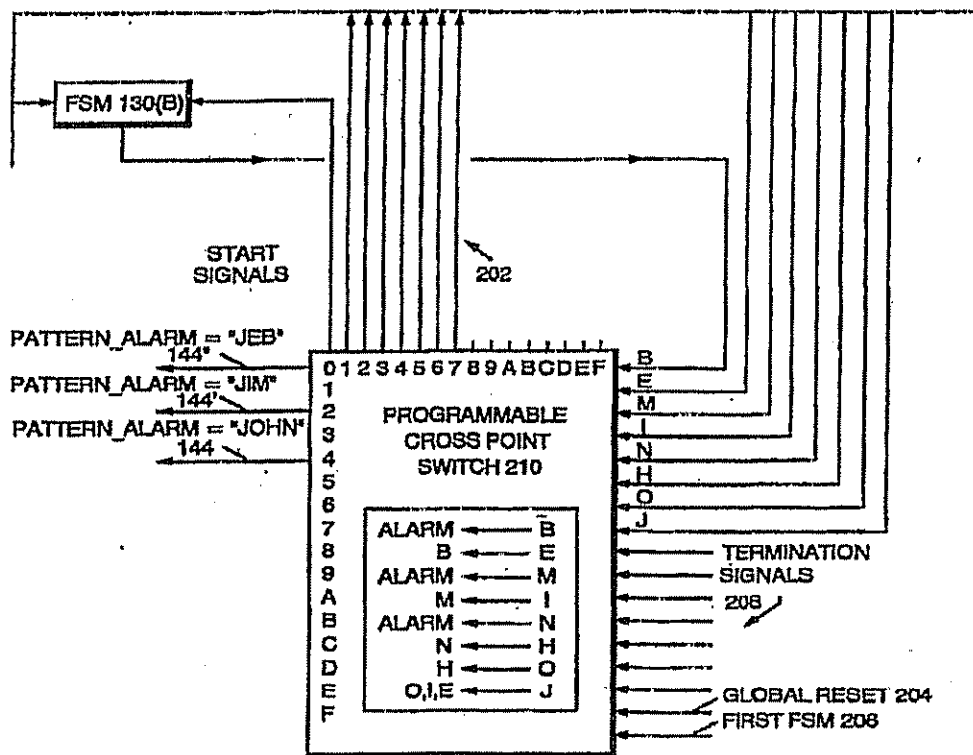 FSM 130(B)
START
SIGNALS
202
PATTERN_ALARM = "JEB"
144"
PATTERN_ALARM = "JIM"
144'
PATTERN_ALARM = "JOHN"
144
0 1 2 3 4 5 6 7 8 9 A B C D E F
1
2
3
4
5
6
7
8
9
A
B
C
D
E
F
PROGRAMMABLE
CROSS POINT
SWITCH 210
B
E
M
I
N
H
O
J
ALARM B
B E
ALARM M
M I
ALARM N
N H
H O
O,I,E J
TERMINATION
SIGNALS
208
GLOBAL RESET 204
FIRST FSM 206